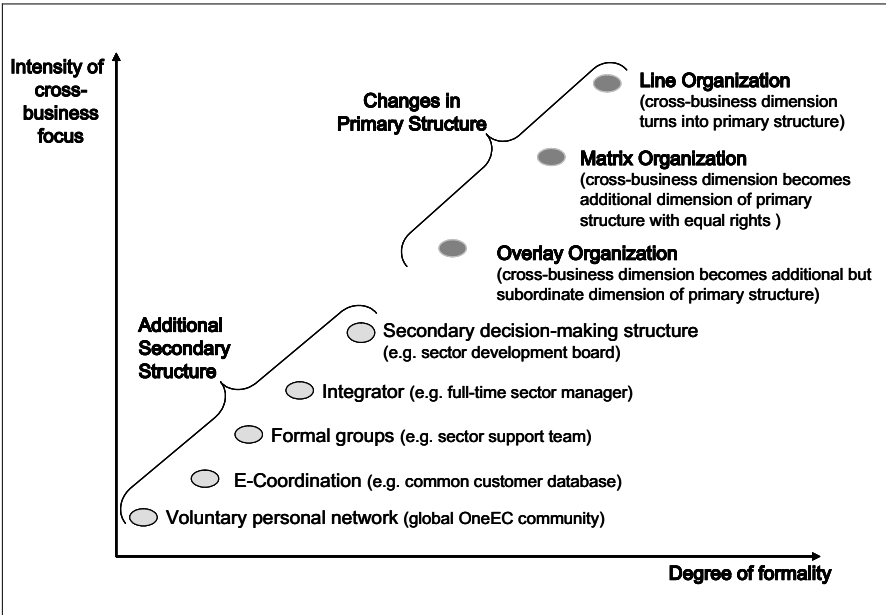 Intensity of
cross-
business
focus
Changes in
Primary Structure
Line Organization
(cross-business dimension
turns into primary structure)
Matrix Organization
(cross-business dimension becomes
additional dimension of primary
structure with equal rights )
Overlay Organization
(cross-business dimension becomes additional but
subordinate dimension of primary structure)
Additional
Secondary
Structure
Secondary decision-making structure
(e.g. sector development board)
Integrator (e.g. full-time sector manager)
Formal groups (e.g. sector support team)
E-Coordination (e.g. common customer database)
Voluntary personal network (global OneEC community)
Degree of formality